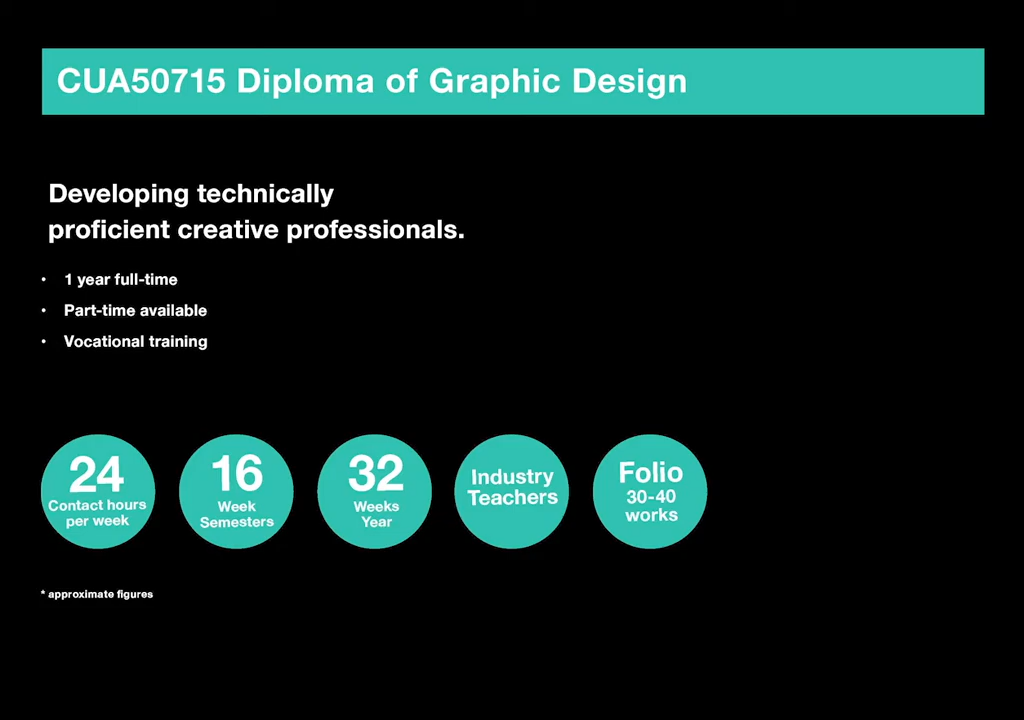 CUA50715 Diploma of Graphic Design
Developing technically
proficient creative professionals.
• 1 year full-time
• Part-time available
• Vocational training
24
Contact hours
per week
16
Week
Semesters
32
Weeks
Year
Industry
Teachers
Folio
30-40
works
* approximate figures